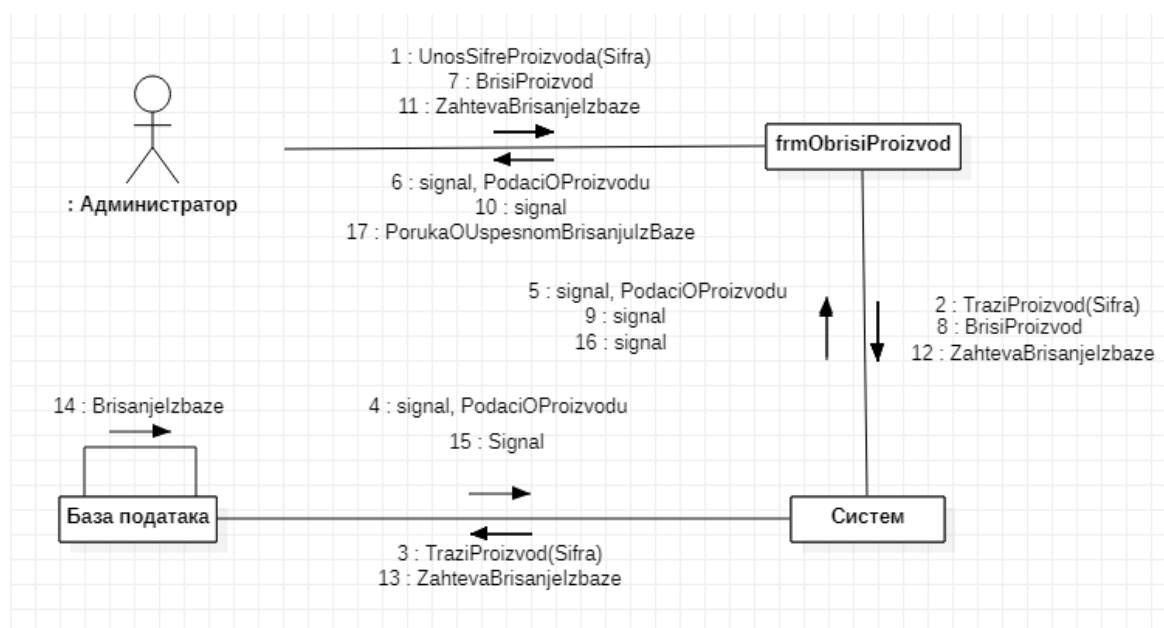 1 : UnosSifreProizvoda(Sifra)
7 : BrisiProizvod
11 : ZahtevaBrisanjeIzbaze
frmObrisiProizvod
6 : signal, PodaciOProizvodu
: Администратор
10 : signal
17 : PorukaOUspesnomBrisanjuIzBaze
5 : signal, PodaciOProizvodu
9 : signal
16 : signal
2 : TraziProizvod(Sifra)
8 : BrisiProizvod
12 : ZahtevaBrisanjeIzbaze
14 : BrisanjeIzbaze
4 : signal, PodaciOProizvodu
15 : Signal
База података
Систем
3 : TraziProizvod(Sifra)
13 : ZahtevaBrisanjeIzbaze